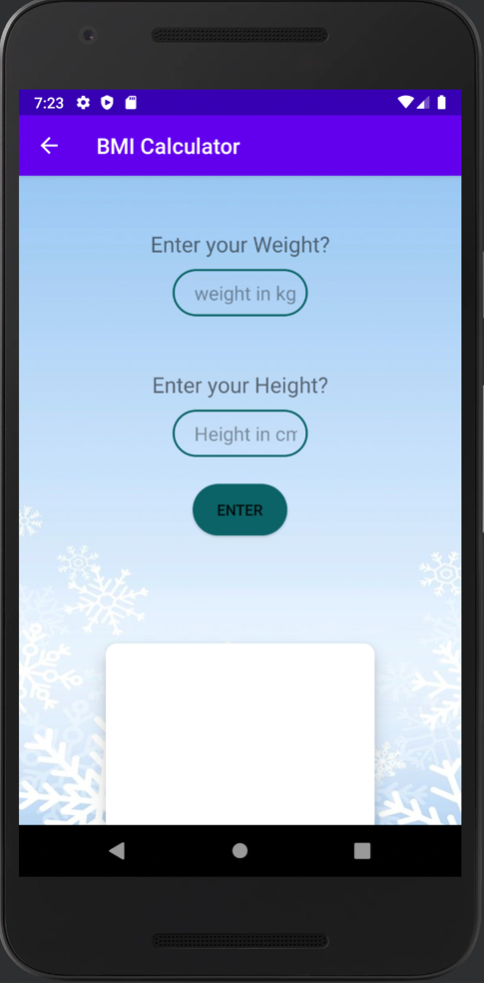 7:23
BMI Calculator
Enter your Weight?
weight in kg
Enter your Height?
Height in cm
ENTER